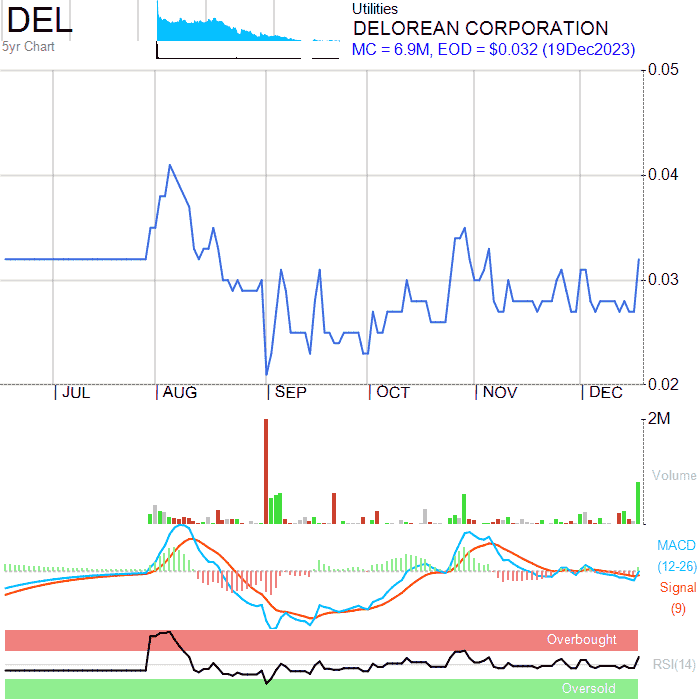 DEL
5yr Chart
Utilities
DELOREAN CORPORATION
MC = 6.9M, EOD = $0.032 (19Dec2023)
0.05
0.04
0.03
0.02
JUL AUG SEP OCT NOV DEC
2M
Volume
MACD
(12-26)
Signal
(9)
Overbought
RSI(14)
Oversold